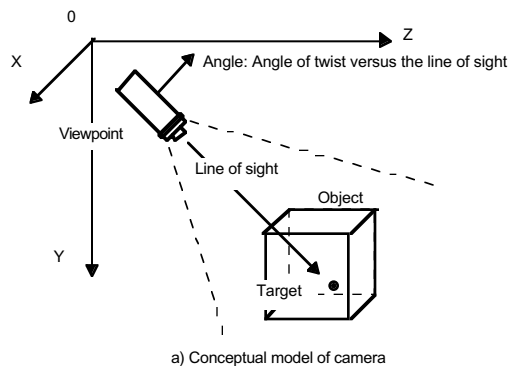 0
Z
X
Angle: Angle of twist versus the line of sight
Viewpoint
Line of sight
Object
Y
Target
a) Conceptual model of camera